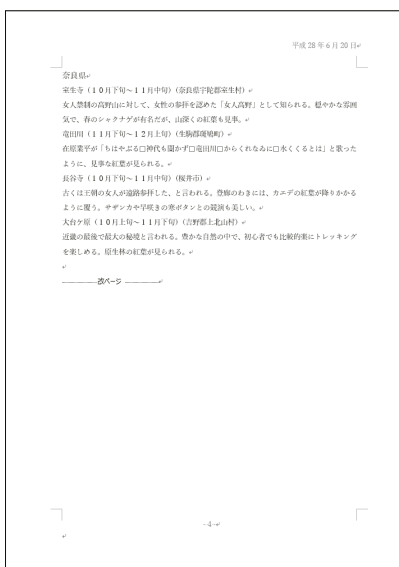 平成 28 年 6 月 20 日
奈良県
室生寺（１０月下旬～１１月中旬）（奈良県宇陀郡室生村）
女人禁制の高野山に対して、女性の参拝を認めた「女人高野」として知られる。穏やかな雰囲
気で、春のシャクナゲが有名だが、山深くの紅葉も見事。
竜田川（１１月下旬～１２月上旬）（生駒郡斑鳩町）
在原業平が「ちはやぶる□神代も聞かず□竜田川□からくれなゐに□水くくるとは」と歌った
ように、見事な紅葉が見られる。
長谷寺（１０月下旬～１１月中旬）（桜井市）
古くは王朝の女人が遠路参拝した、と言われる。登廊のわきには、カエデの紅葉が降りかかる
ように覆う。サザンカや早咲きの寒ボタンとの競演も美しい。
大台ケ原（１０月上旬～１１月下旬）（吉野郡上北山村）
近畿の最後で最大の秘境と言われる。豊かな自然の中で、初心者でも比較的楽にトレッキング
を楽しめる。原生林の紅葉が見られる。
改ページ
- 4 -